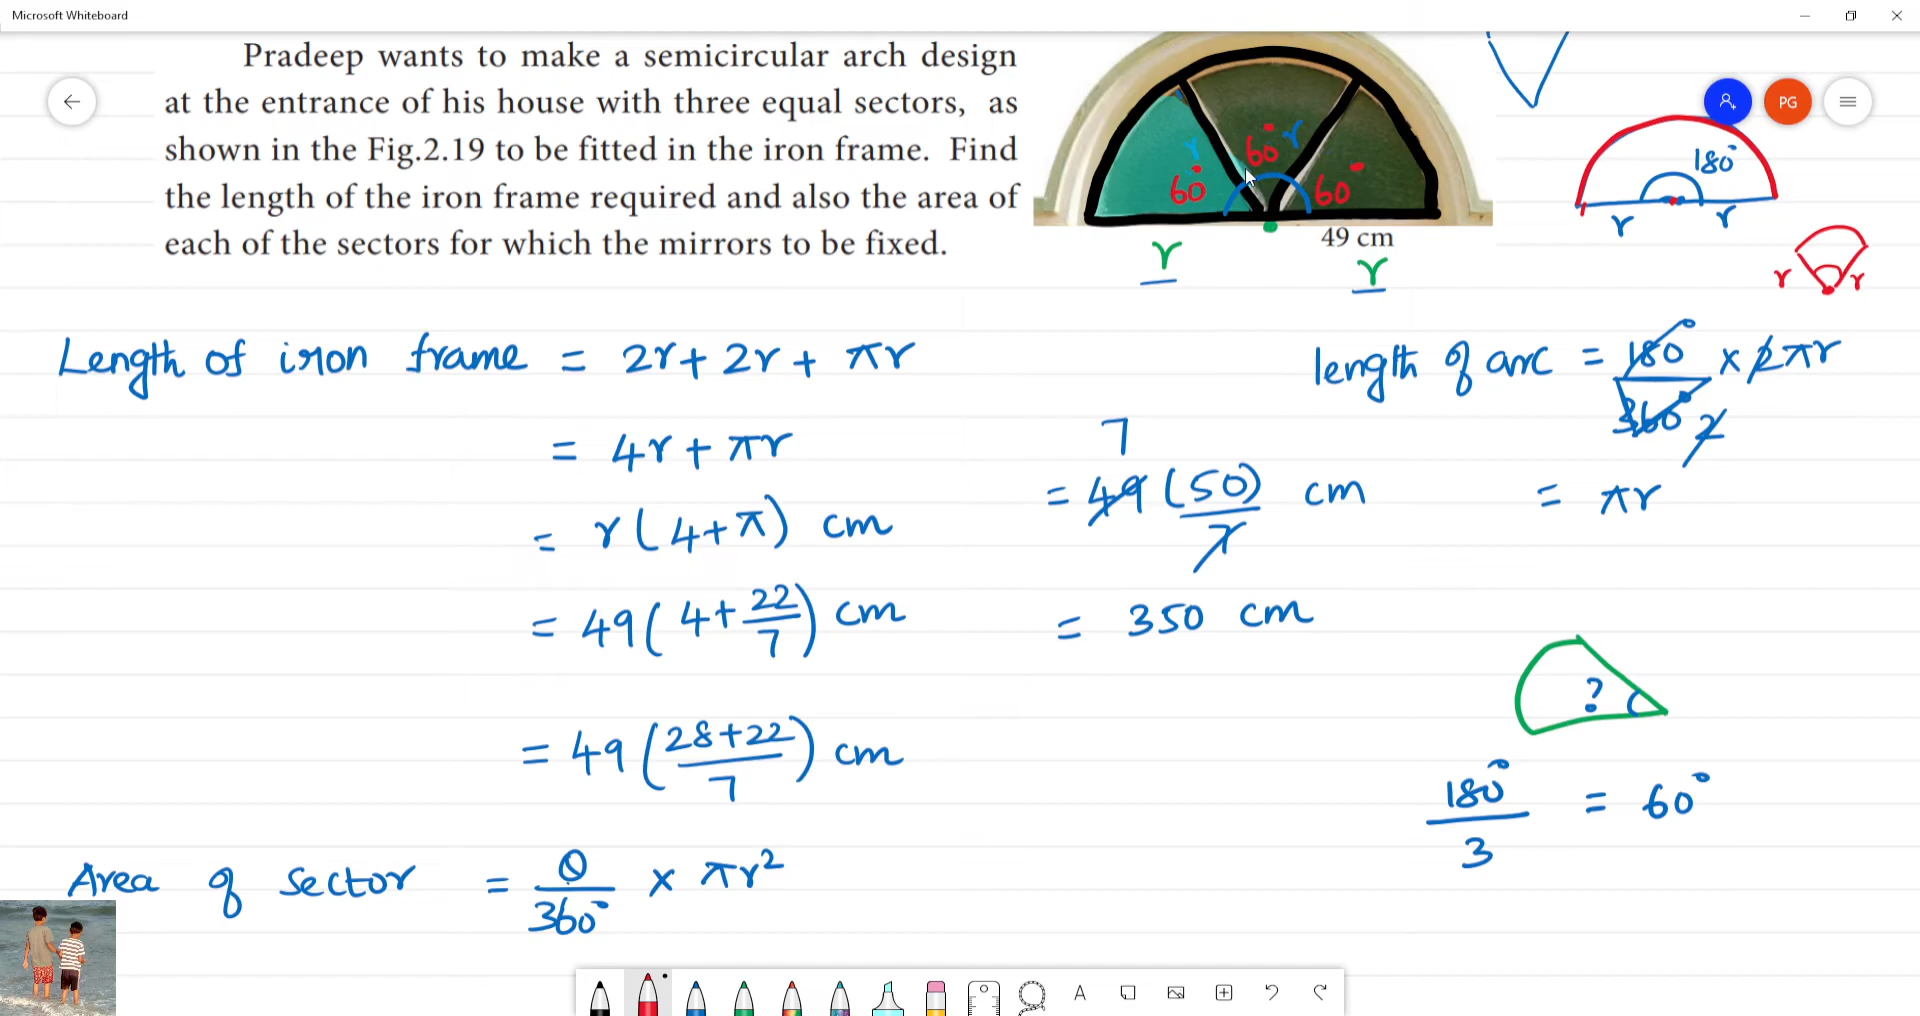 Microsoft Whiteboard
Pradeep wants to make a semicircular arch design
at the entrance of his house with three equal sectors, as
shown in the Fig.2.19 to be fitted in the iron frame. Find
the length of the iron frame required and also the area of
each of the sectors for which the mirrors to be fixed.
r 60° r
60° 60°
49 cm
r r
PG
180°
r r
r r
Length of iron frame = 2r + 2r + πr
= 4r + πr
= r (4 + π) cm
= 49 (4 + 22/7) cm
= 49 (28+22/7) cm
7
= 49 (50)/7 cm
= 350 cm
length of arc = 180°/360° 2 × 2πr
= πr
?
180°/3 = 60°
Area of sector = θ/360° × πr²
A